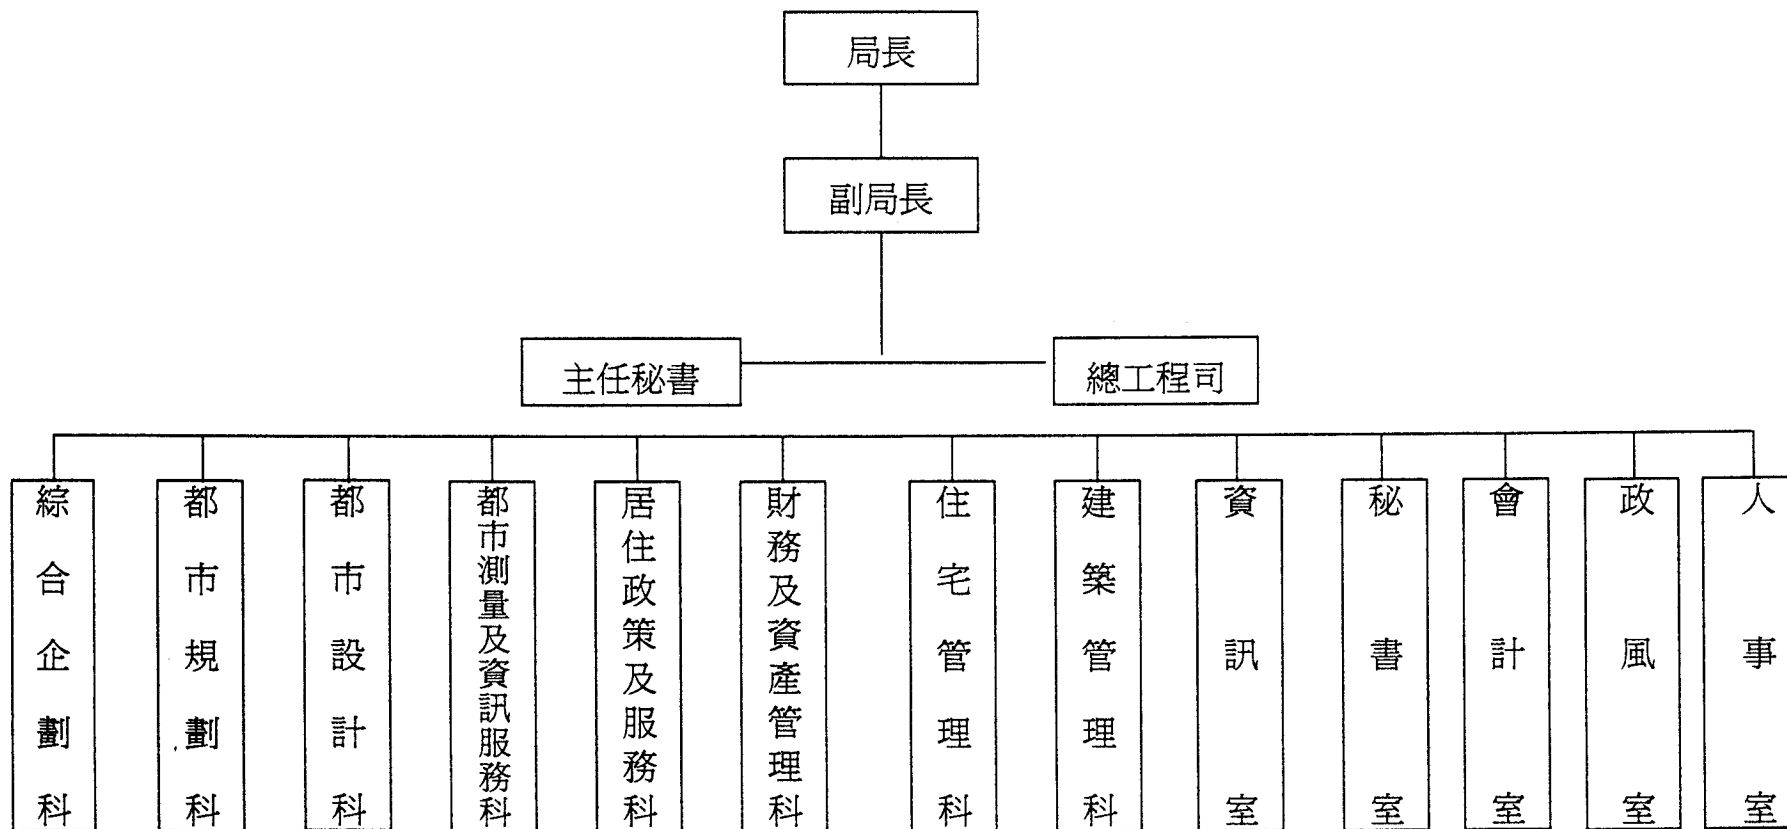 局長
副局長
主任秘書
總工程司
綜合企劃科
都市規劃科
都市設計科
都市測量及資訊服務科
居住政策及服務科
財務及資產管理科
住宅管理科
建築管理科
資訊室
秘書室
會計室
政風室
人事室